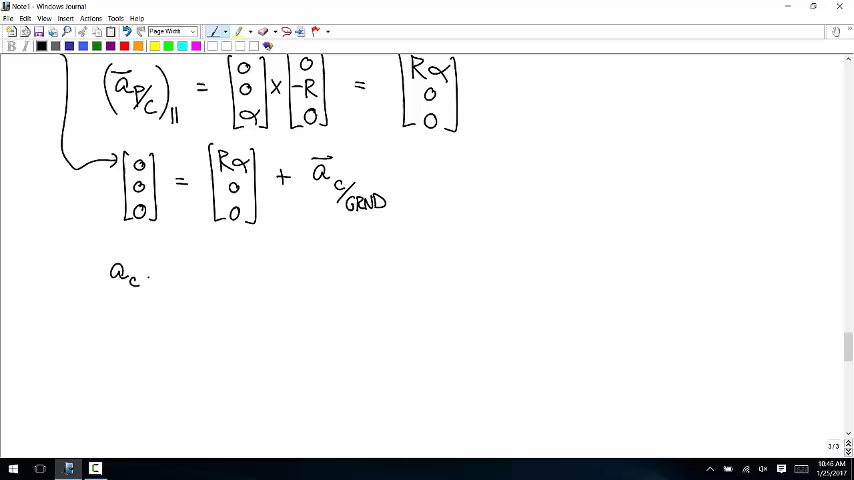 Note1 - Windows Journal
File Edit View Insert Actions Tools Help
Page Width
B I
(a⃗ P/C)∥ = [0 0 α] × [0 -R 0] = [Rα 0 0]
[0 0 0] = [Rα 0 0] + a⃗ C/GRND
a c
3/3
10:46 AM
1/25/2017